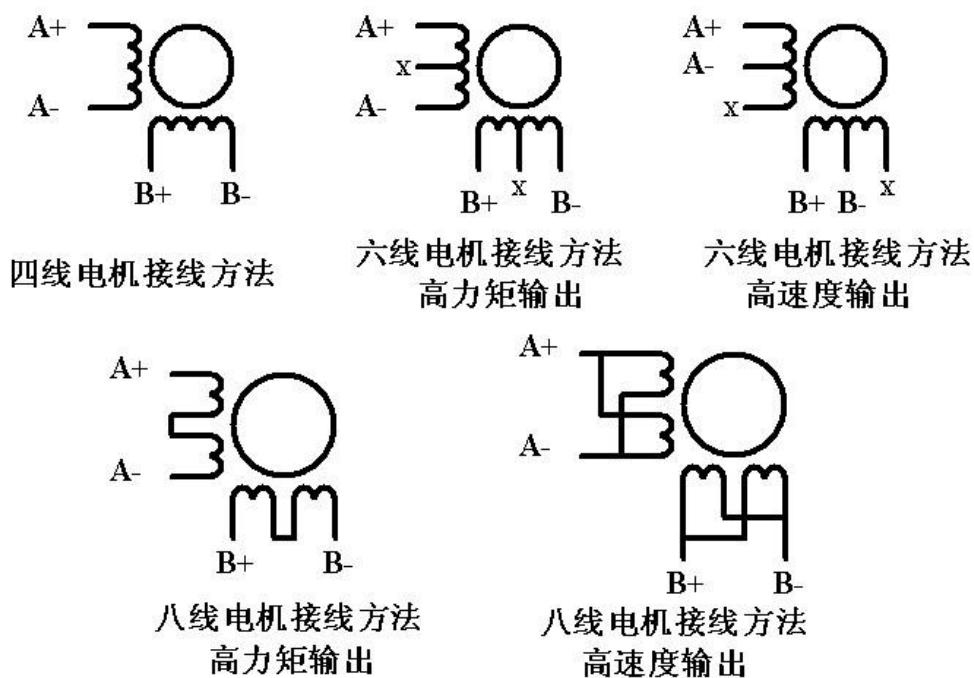 A+
A-
B+ B-
四线电机接线方法
A+
x
A-
x
B+ B-
六线电机接线方法
高力矩输出
A+
A-
x
x
B+ B-
六线电机接线方法
高速度输出
A+
A-
B+ B-
八线电机接线方法
高力矩输出
A+
A-
B+ B-
八线电机接线方法
高速度输出